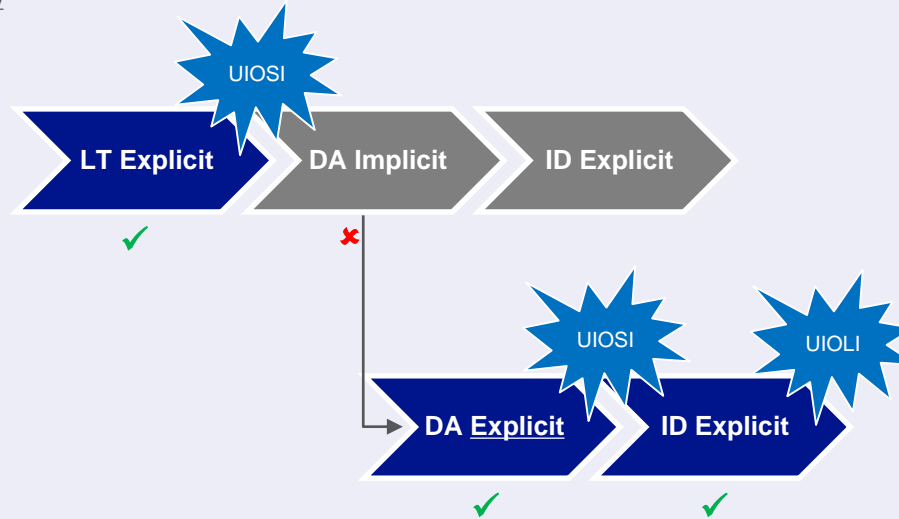 UIOSI
LT Explicit
DA Implicit
ID Explicit
UIOSI
UIOLI
DA Explicit
ID Explicit